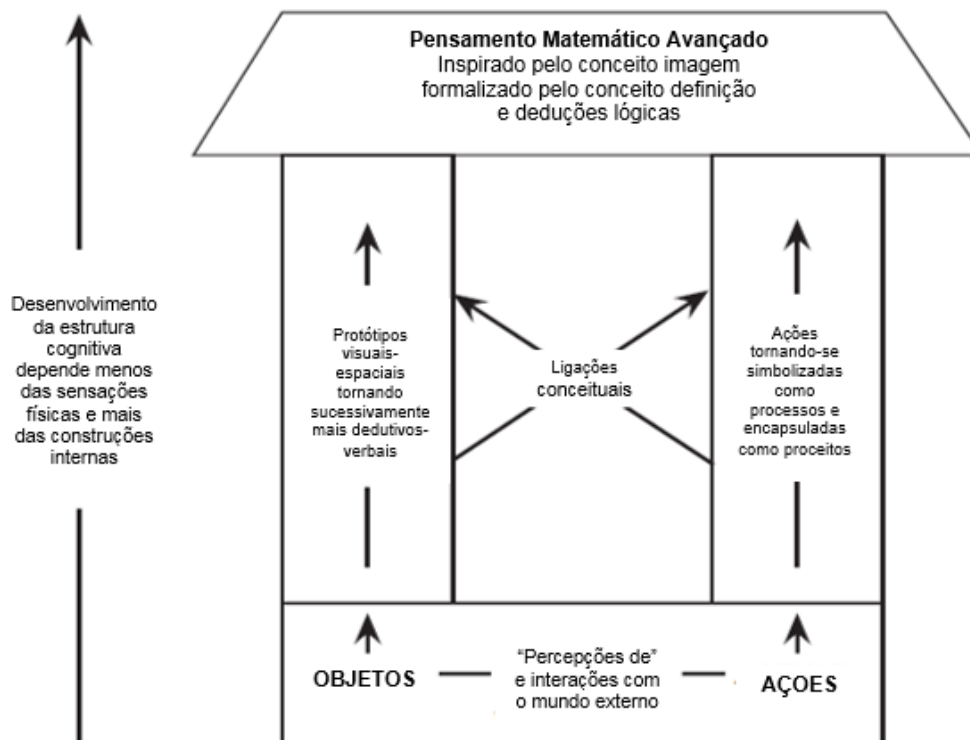 Pensamento Matemático Avançado
Inspirado pelo conceito imagem
formalizado pelo conceito definição
e deduções lógicas
Desenvolvimento
da estrutura
cognitiva
depende menos
das sensações
físicas e mais
das construções
internas
Protótipos
visuais-
espaciais
tornando
sucessivamente
mais dedutivos-
verbais
Ligações
conceituais
Ações
tornando-se
simbolizadas
como
processos e
encapsuladas
como proceitos
OBJETOS
“Percepções de”
e interações com
o mundo externo
AÇOES